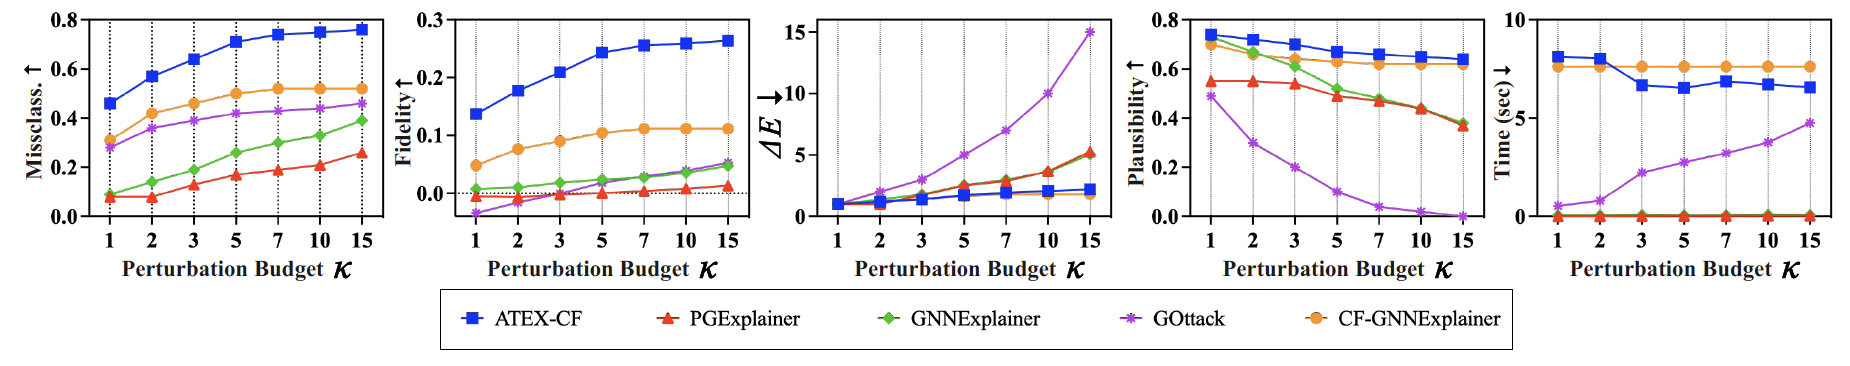 Missclass. ↑
0.8
0.6
0.4
0.2
0.0
1 2 3 5 7 10 15
Perturbation Budget κ
Fidelity ↑
0.3
0.2
0.1
0.0
1 2 3 5 7 10 15
Perturbation Budget κ
ΔE ↓
15
10
5
0
1 2 3 5 7 10 15
Perturbation Budget κ
Plausibility ↑
0.8
0.6
0.4
0.2
0.0
1 2 3 5 7 10 15
Perturbation Budget κ
Time (sec) ↓
10
5
0
1 2 3 5 7 10 15
Perturbation Budget κ
ATEX-CF PGExplainer GNNExplainer GOttack CF-GNNExplainer